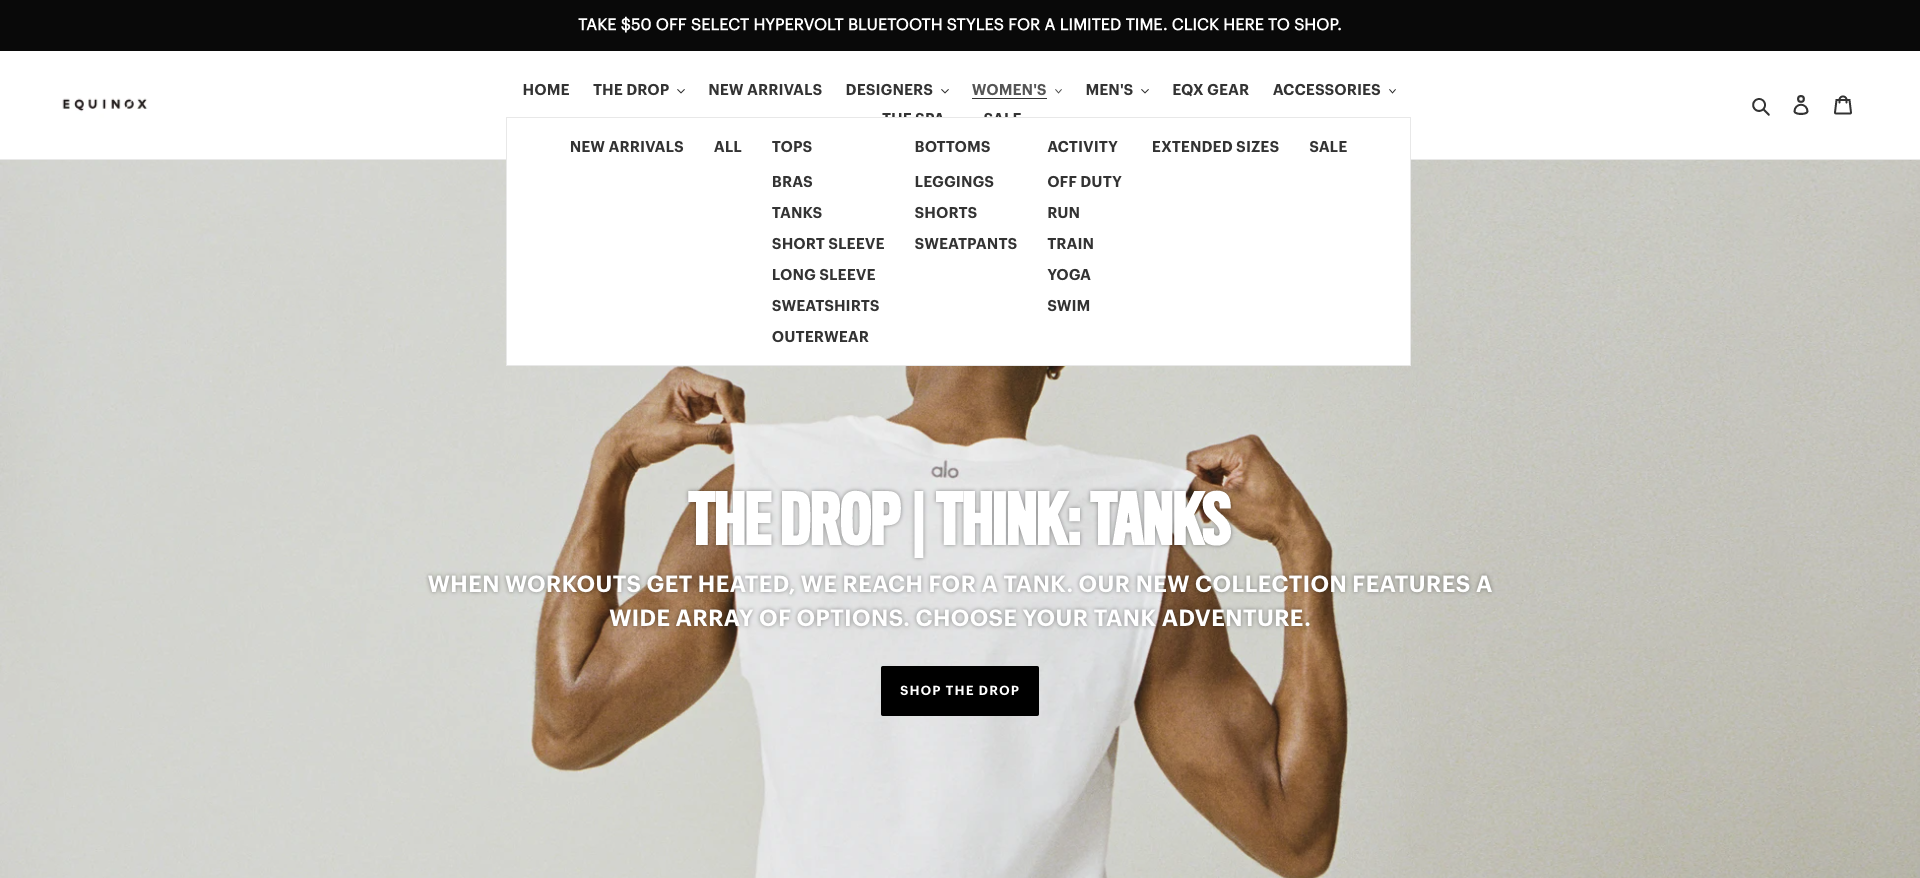 TAKE $50 OFF SELECT HYPERVOLT BLUETOOTH STYLES FOR A LIMITED TIME. CLICK HERE TO SHOP.
EQUINOX
HOME THE DROP NEW ARRIVALS DESIGNERS WOMEN'S MEN'S EQX GEAR ACCESSORIES
THE SPA SALE
NEW ARRIVALS ALL TOPS BOTTOMS ACTIVITY EXTENDED SIZES SALE
BRAS LEGGINGS OFF DUTY
TANKS SHORTS RUN
SHORT SLEEVE SWEATPANTS TRAIN
LONG SLEEVE YOGA
SWEATSHIRTS SWIM
OUTERWEAR
alo
THE DROP | THINK: TANKS
WHEN WORKOUTS GET HEATED, WE REACH FOR A TANK. OUR NEW COLLECTION FEATURES A
WIDE ARRAY OF OPTIONS. CHOOSE YOUR TANK ADVENTURE.
SHOP THE DROP